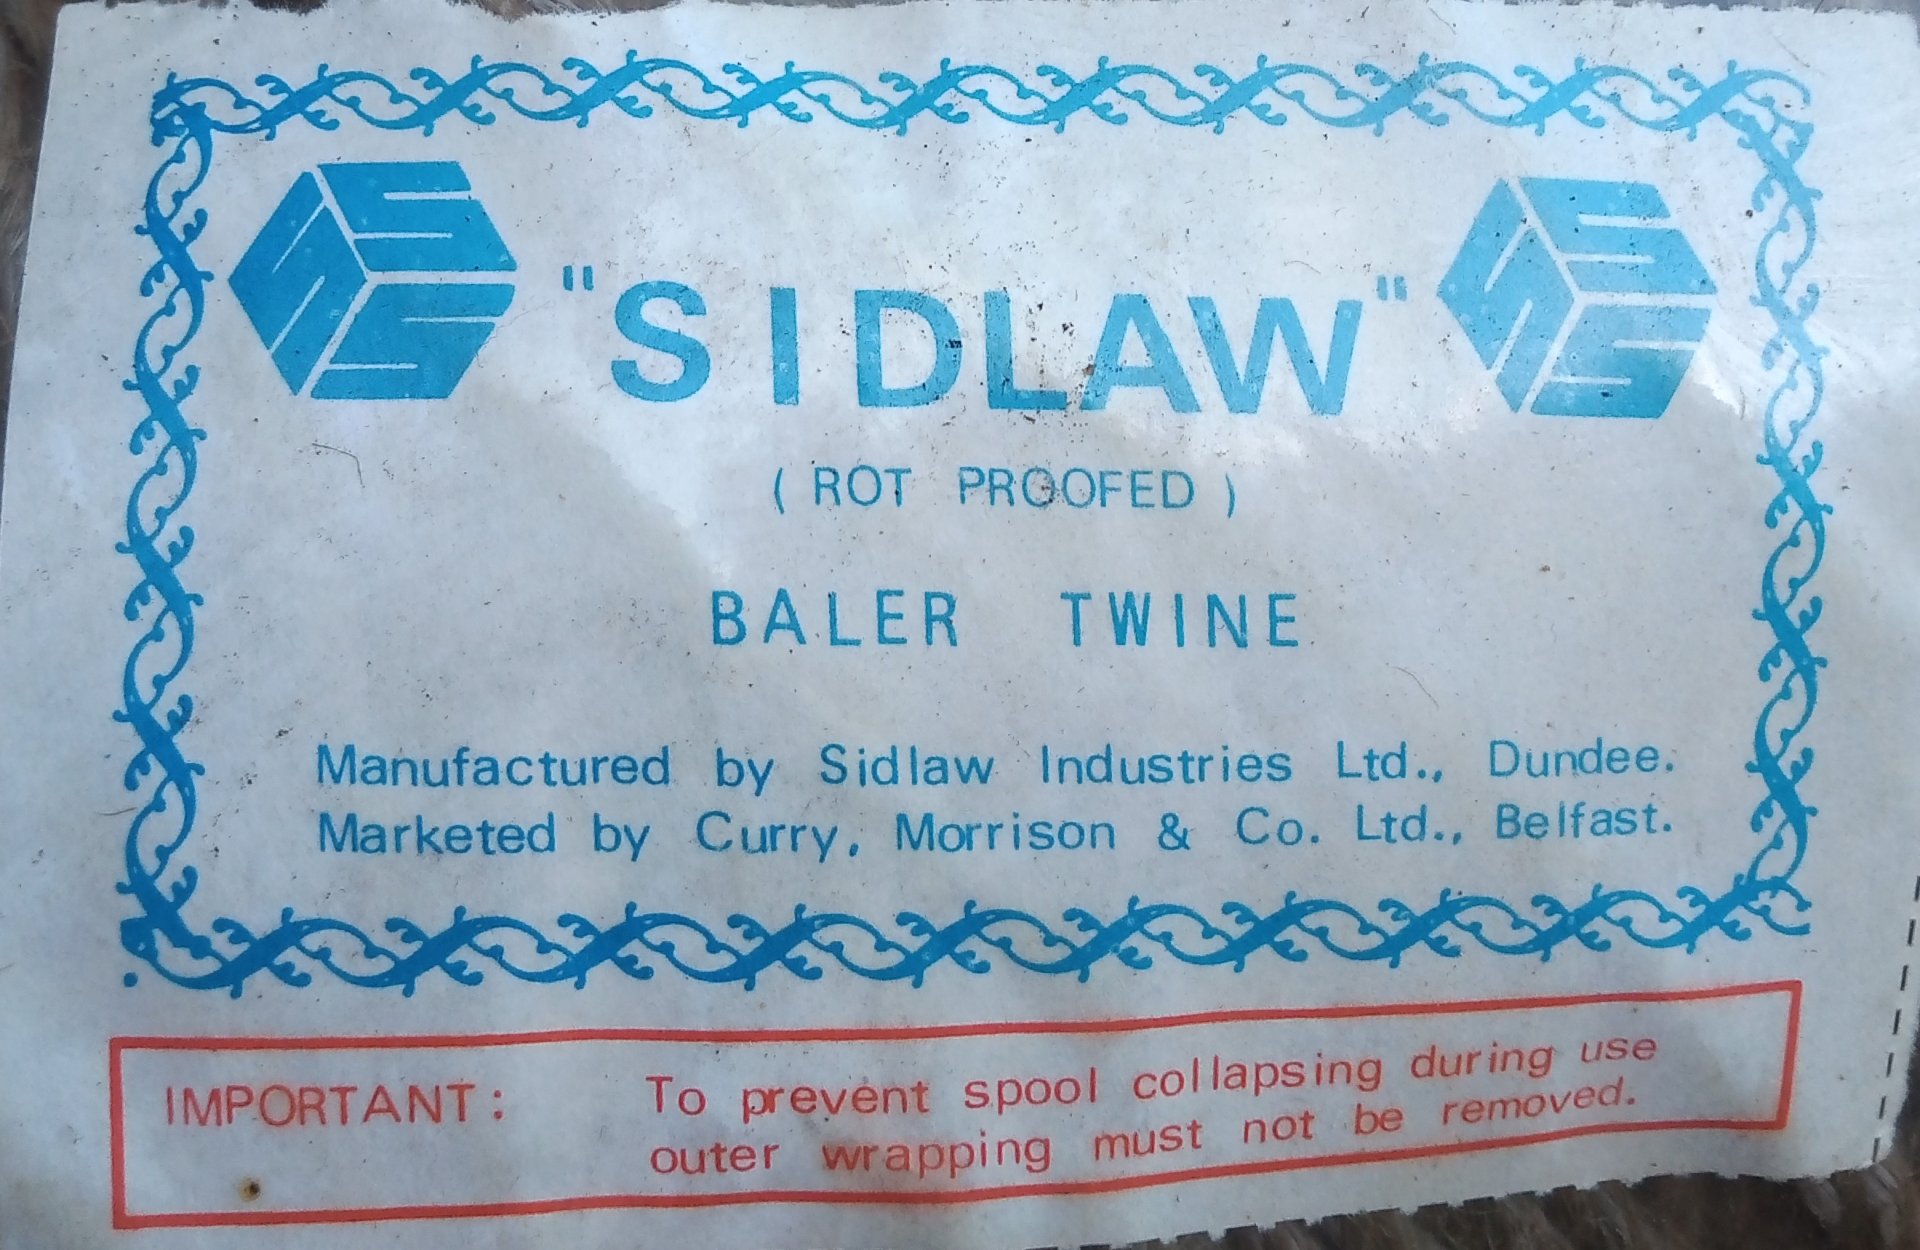 "SIDLAW"
( ROT PROOFED )
BALER TWINE
Manufactured by Sidlaw Industries Ltd., Dundee.
Marketed by Curry, Morrison & Co. Ltd., Belfast.
IMPORTANT: To prevent spool collapsing during use
outer wrapping must not be removed.